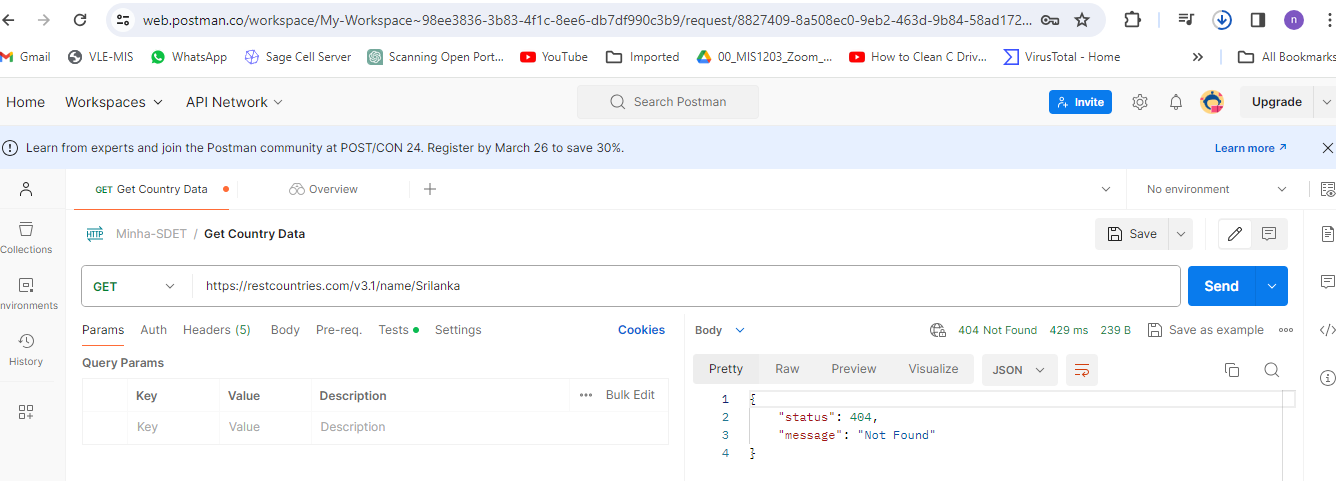 web.postman.co/workspace/My-Workspace~98ee3836-3b83-4f1c-8ee6-db7df990c3b9/request/8827409-8a508ec0-9eb2-463d-9b84-58ad172... n
Gmail VLE-MIS WhatsApp Sage Cell Server Scanning Open Port... YouTube Imported 00_MIS1203_Zoom_... How to Clean C Driv... VirusTotal - Home » All Bookmarks
Home Workspaces API Network Search Postman Invite Upgrade
Learn from experts and join the Postman community at POST/CON 24. Register by March 26 to save 30%. Learn more
GET Get Country Data Overview No environment
HTTP Minha-SDET / Get Country Data Save
Collections
GET https://restcountries.com/v3.1/name/Srilanka Send
nvironments
Params Auth Headers (5) Body Pre-req. Tests Settings Cookies
Body 404 Not Found 429 ms 239 B Save as example
History
Query Params
Pretty Raw Preview Visualize JSON
Key Value Description Bulk Edit
Key Value Description
1 {
2 "status": 404,
3 "message": "Not Found"
4 }